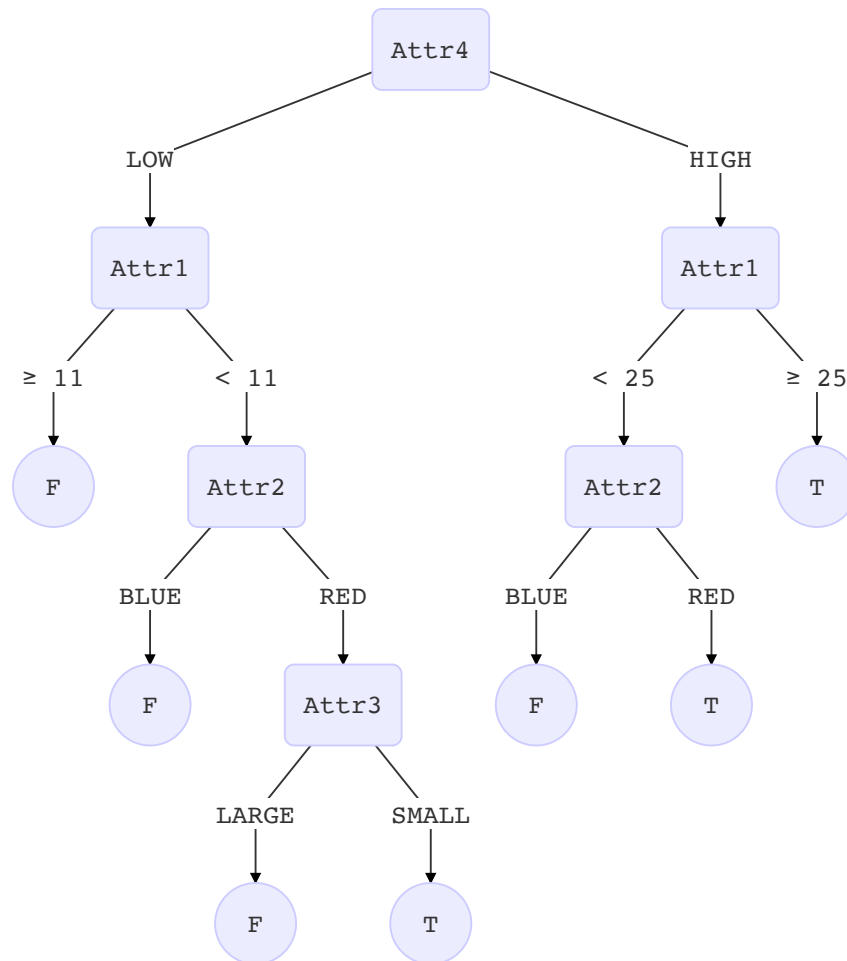 Attr4
LOW
HIGH
Attr1
Attr1
≥ 11
< 11
< 25
≥ 25
F
Attr2
Attr2
T
BLUE
RED
BLUE
RED
F
Attr3
F
T
LARGE
SMALL
F
T